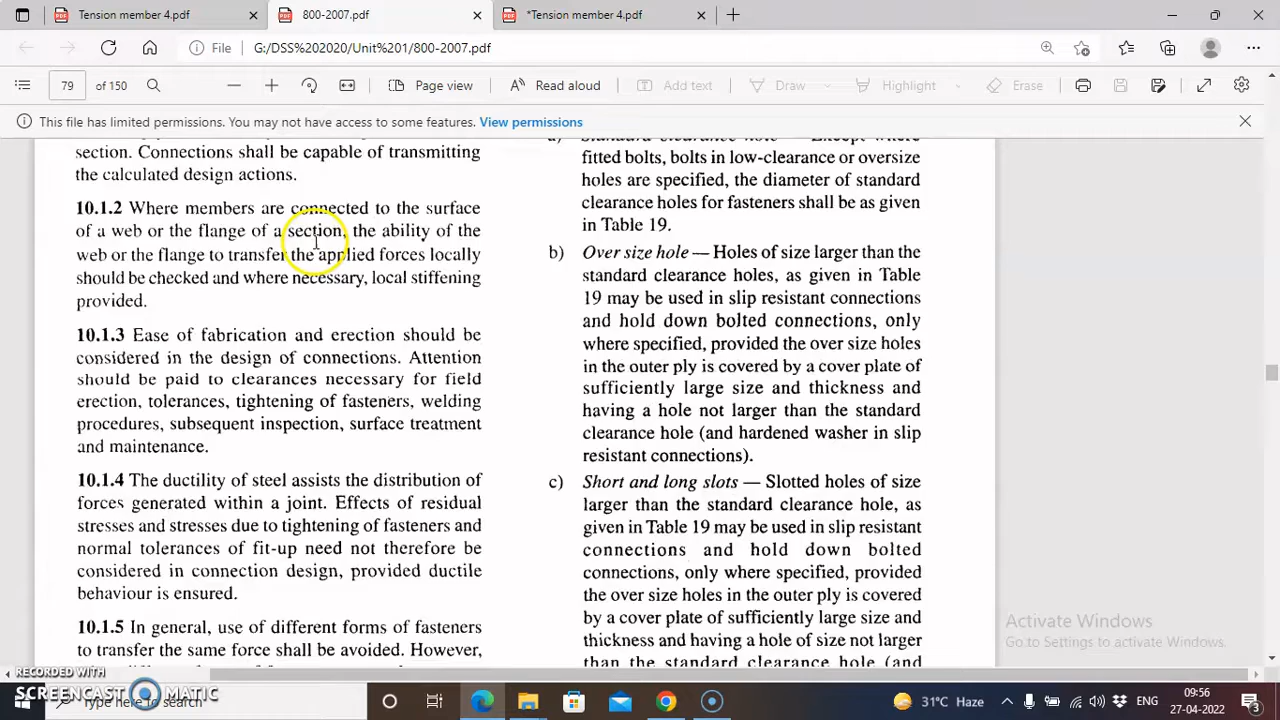 Tension member 4.pdf
800-2007.pdf
*Tension member 4.pdf
File
G:/DSS%202020/Unit%201/800-2007.pdf
79
of 150
Page view
Read aloud
Add text
Draw
Highlight
Erase
This file has limited permissions. You may not have access to some features. View permissions
section. Connections shall be capable of transmitting
the calculated design actions.
10.1.2 Where members are connected to the surface
of a web or the flange of a section, the ability of the
web or the flange to transfer the applied forces locally
should be checked and where necessary, local stiffening
provided.
10.1.3 Ease of fabrication and erection should be
considered in the design of connections. Attention
should be paid to clearances necessary for field
erection, tolerances, tightening of fasteners, welding
procedures, subsequent inspection, surface treatment
and maintenance.
10.1.4 The ductility of steel assists the distribution of
forces generated within a joint. Effects of residual
stresses and stresses due to tightening of fasteners and
normal tolerances of fit-up need not therefore be
considered in connection design, provided ductile
behaviour is ensured.
10.1.5 In general, use of different forms of fasteners
to transfer the same force shall be avoided. However,
a) Standard clearance hole — Except where
fitted bolts, bolts in low-clearance or oversize
holes are specified, the diameter of standard
clearance holes for fasteners shall be as given
in Table 19.
b) Over size hole — Holes of size larger than the
standard clearance holes, as given in Table
19 may be used in slip resistant connections
and hold down bolted connections, only
where specified, provided the over size holes
in the outer ply is covered by a cover plate of
sufficiently large size and thickness and
having a hole not larger than the standard
clearance hole (and hardened washer in slip
resistant connections).
c) Short and long slots — Slotted holes of size
larger than the standard clearance hole, as
given in Table 19 may be used in slip resistant
connections and hold down bolted
connections, only where specified, provided
the over size holes in the outer ply is covered
by a cover plate of sufficiently large size and
thickness and having a hole of size not larger
than the standard clearance hole (and
Activate Windows
Go to Settings to activate Windows.
RECORDED WITH
SCREENCAST MATIC
Type here to search
31°C Haze
ENG
09:56
27-04-2022
3